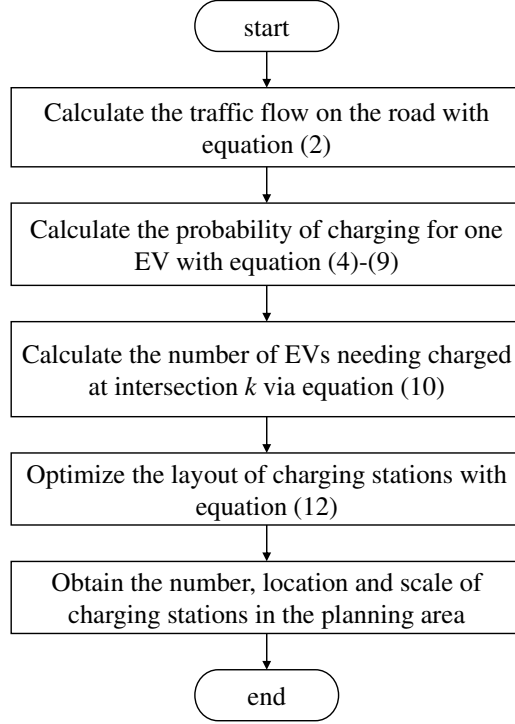 start
Calculate the traffic flow on the road with
equation (2)
Calculate the probability of charging for one
EV with equation (4)-(9)
Calculate the number of EVs needing charged
at intersection k via equation (10)
Optimize the layout of charging stations with
equation (12)
Obtain the number, location and scale of
charging stations in the planning area
end